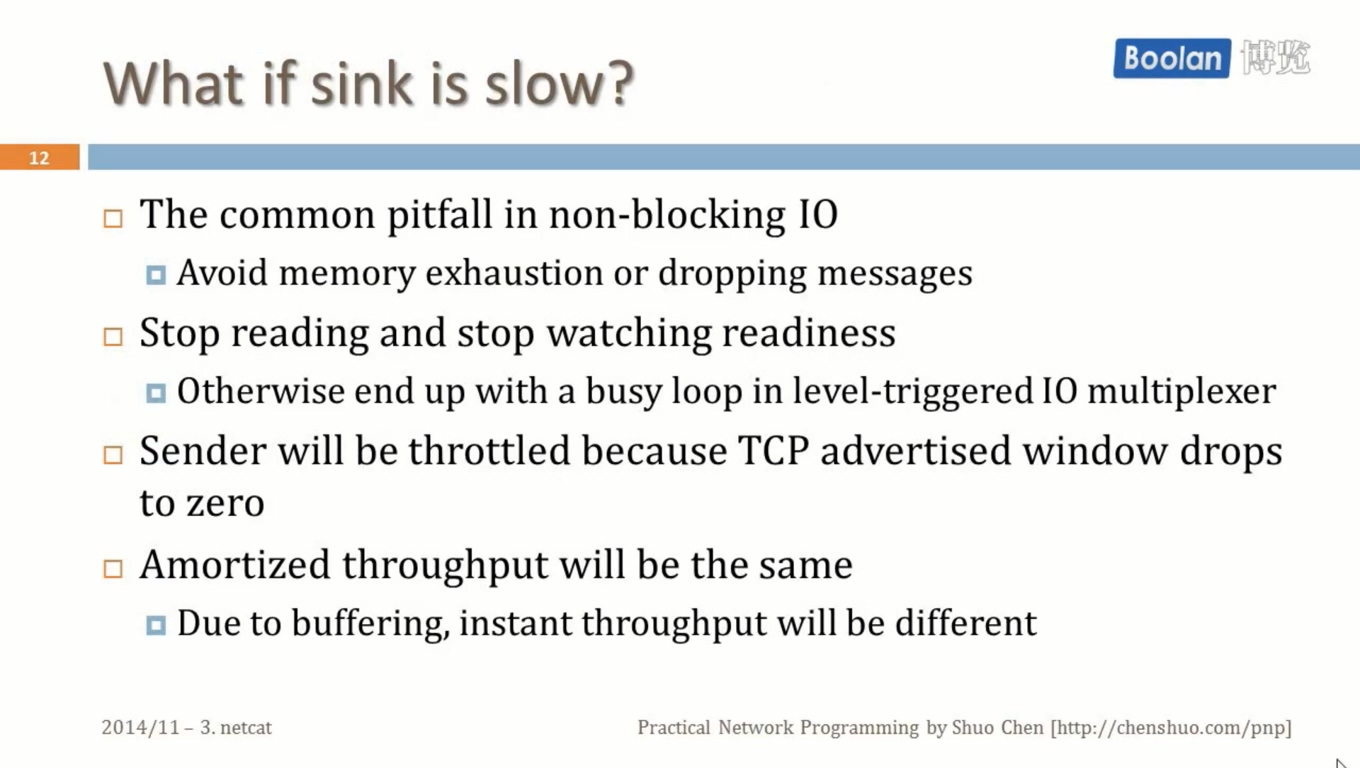 What if sink is slow?
Boolan 博览
12
The common pitfall in non-blocking IO
Avoid memory exhaustion or dropping messages
Stop reading and stop watching readiness
Otherwise end up with a busy loop in level-triggered IO multiplexer
Sender will be throttled because TCP advertised window drops
to zero
Amortized throughput will be the same
Due to buffering, instant throughput will be different
2014/11 – 3. netcat
Practical Network Programming by Shuo Chen [http://chenshuo.com/pnp]